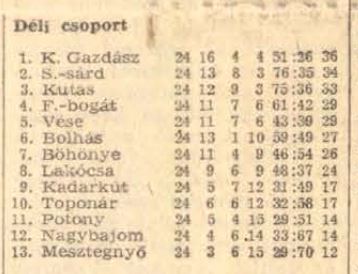 Déli csoport
1. K. Gazdász 24 16 4 4 51:26 36
2. S.-sárd 24 13 8 3 76:35 34
3. Kutas 24 12 9 3 75:36 33
4. F.-bogát 24 11 7 6 61:42 29
5. Vése 24 11 7 6 43:39 29
6. Bolhás 24 13 1 10 59:49 27
7. Böhönye 24 11 4 9 46:54 26
8. Lakócsa 24 9 6 9 48:37 24
9. Kadarkút 24 5 7 12 31:49 17
10. Toponár 24 6 6 12 32:58 17
11. Potony 24 5 4 15 29:51 14
12. Nagybajom 24 4 6 14 33:67 14
13. Mesztegnyő 24 3 6 15 29:70 12